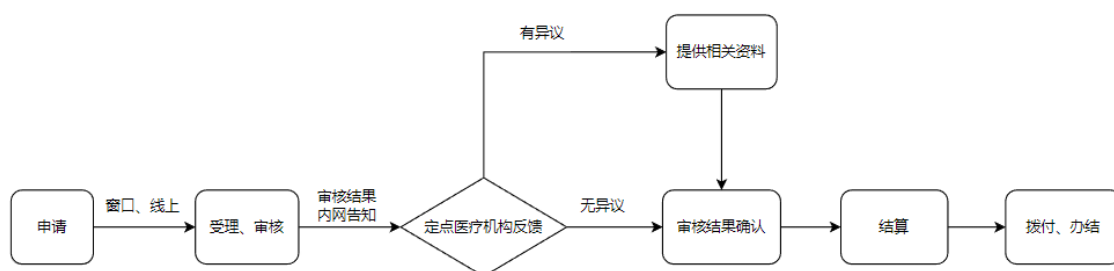 有异议
提供相关资料
申请
窗口、线上
受理、审核
审核结果
内网告知
定点医疗机构反馈
无异议
审核结果确认
结算
拨付、办结